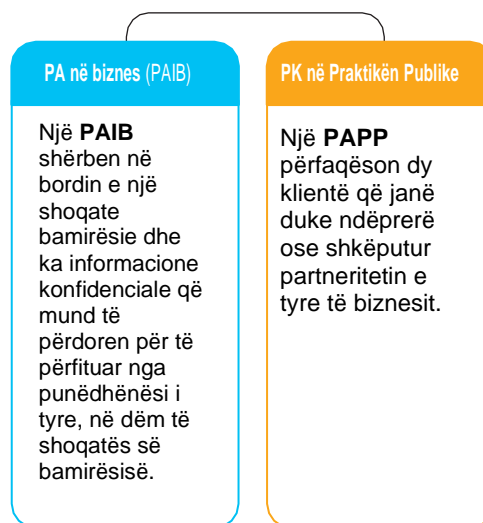 PA në biznes (PAIB)
Një PAIB
shërben në
bordin e një
shoqate
bamirësie dhe
ka informacione
konfidenciale që
mund të
përdoren për të
përfituar nga
punëdhënësi i
tyre, në dëm të
shoqatës së
bamirësisë.
PK në Praktikën Publike
Një PAPP
përfaqëson dy
klientë që janë
duke ndëprerë
ose shkëputur
partneritetin e
tyre të biznesit.